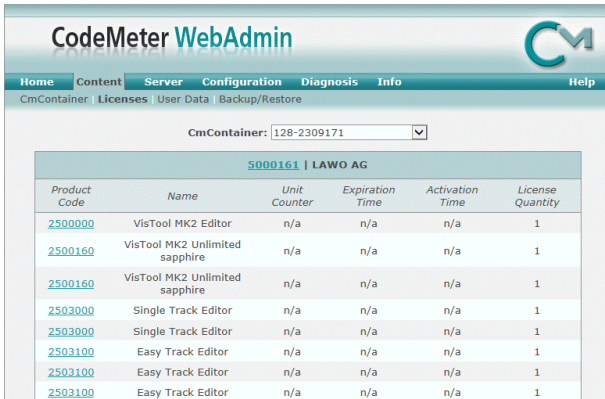 CodeMeter WebAdmin
CM
Home Content Server Configuration Diagnosis Info Help
CmContainer | Licenses | User Data | Backup/Restore
CmContainer: 128-2309171
5000161 | LAWO AG
Product Code Name Unit Counter Expiration Time Activation Time License Quantity
2500000 VisTool MK2 Editor n/a n/a n/a 1
2500160 VisTool MK2 Unlimited sapphire n/a n/a n/a 1
2500160 VisTool MK2 Unlimited sapphire n/a n/a n/a 1
2503000 Single Track Editor n/a n/a n/a 1
2503000 Single Track Editor n/a n/a n/a 1
2503100 Easy Track Editor n/a n/a n/a 1
2503100 Easy Track Editor n/a n/a n/a 1
2503100 Easy Track Editor n/a n/a n/a 1